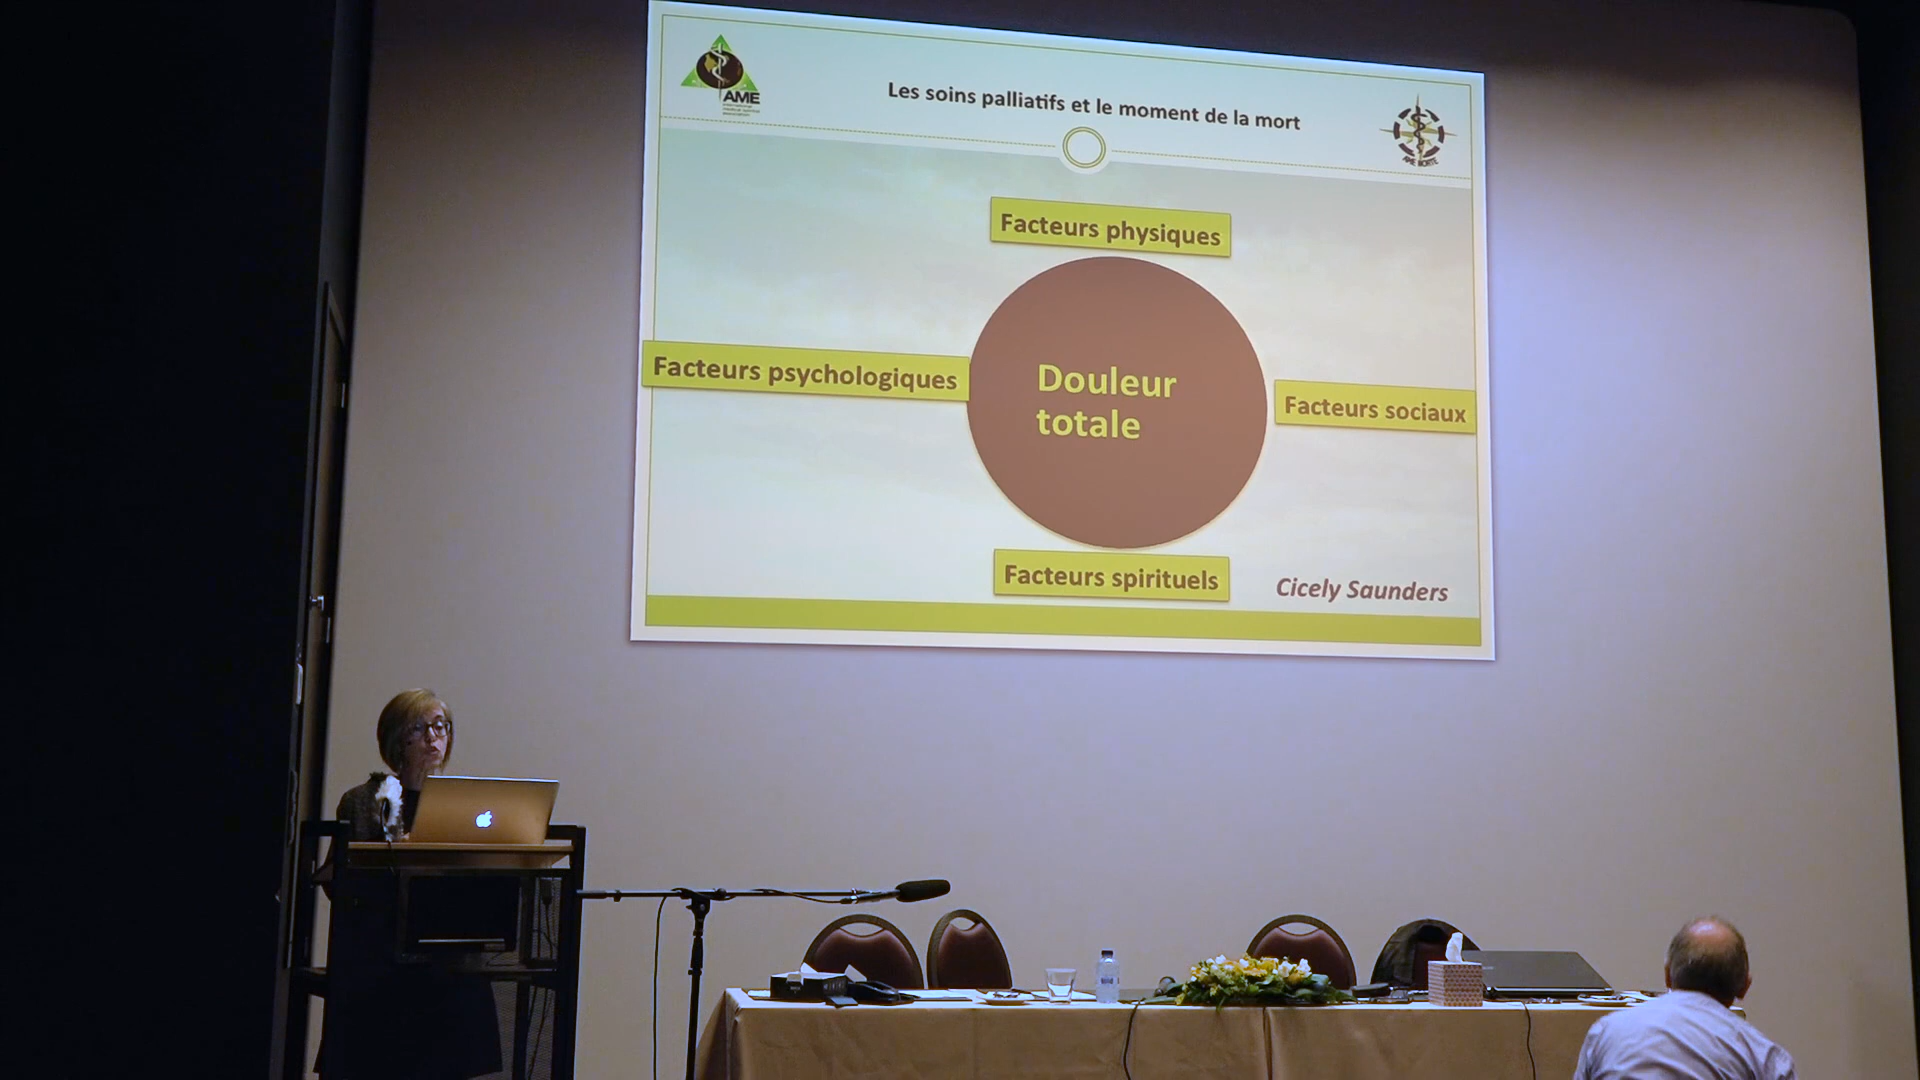 AME
Les soins palliatifs et le moment de la mort
Facteurs physiques
Facteurs psychologiques
Douleur
totale
Facteurs sociaux
Facteurs spirituels
Cicely Saunders